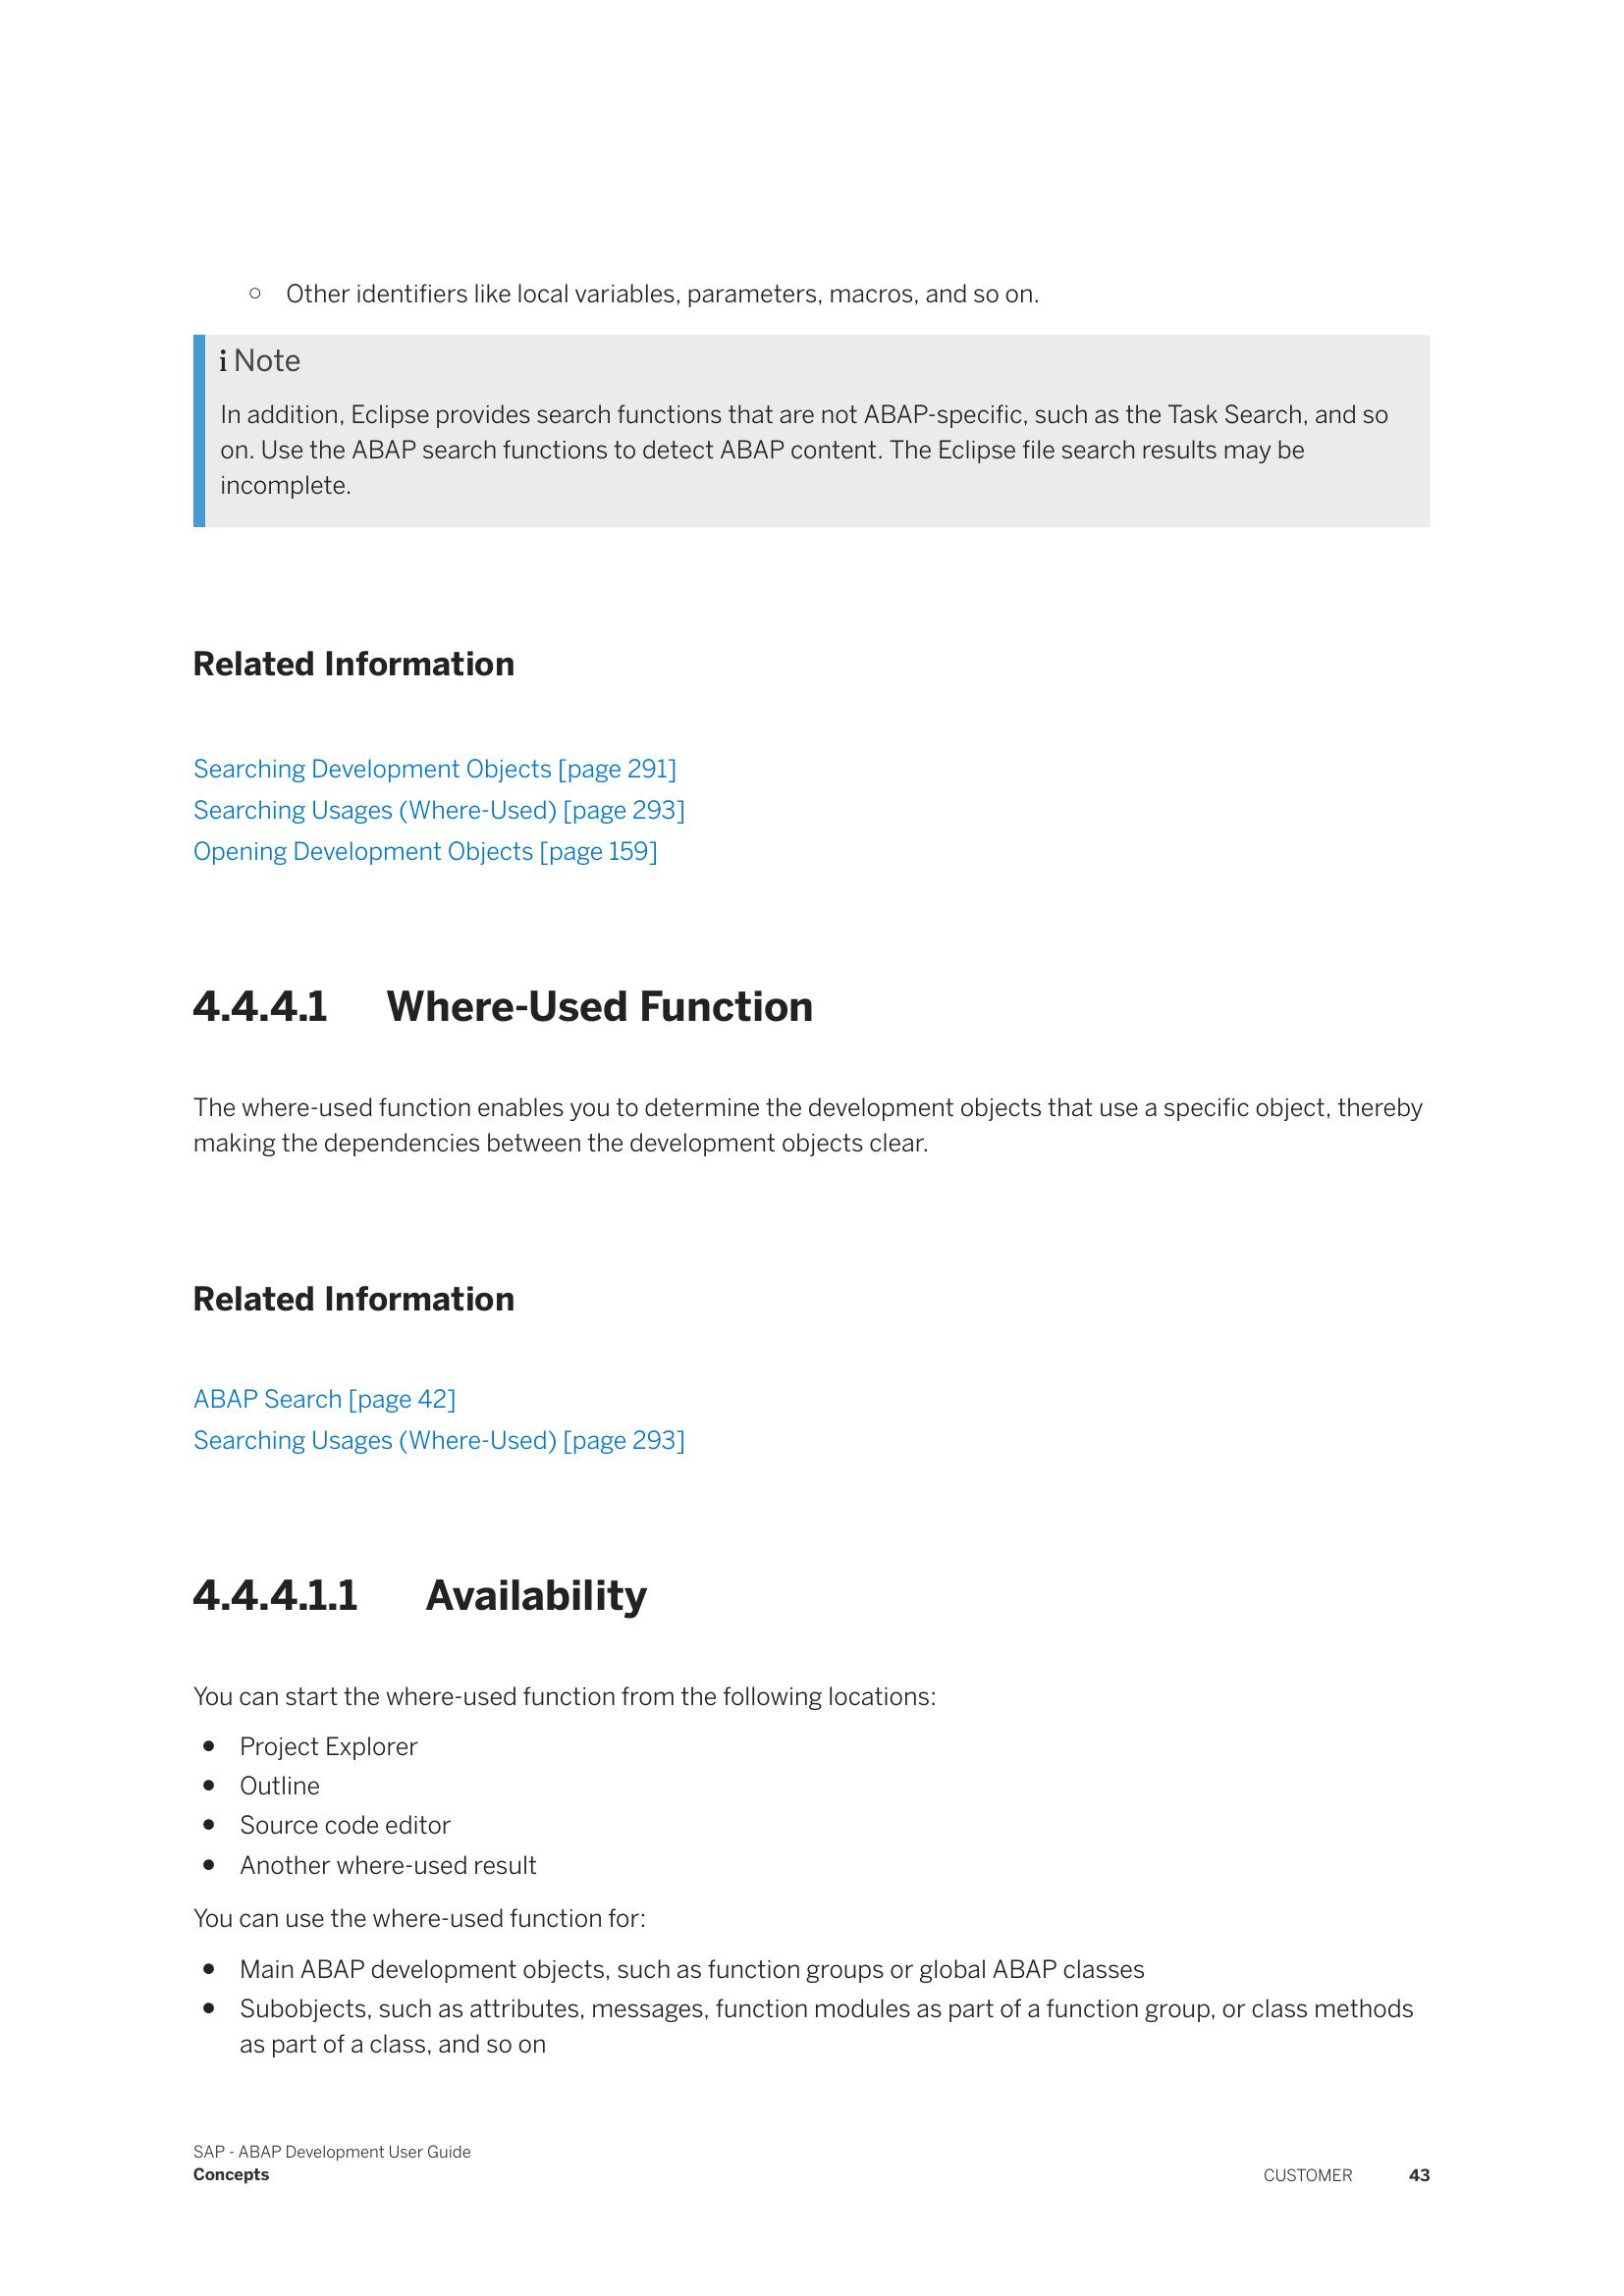 ○ Other identifiers like local variables, parameters, macros, and so on.
i Note
In addition, Eclipse provides search functions that are not ABAP-specific, such as the Task Search, and so
on. Use the ABAP search functions to detect ABAP content. The Eclipse file search results may be
incomplete.
Related Information
Searching Development Objects [page 291]
Searching Usages (Where-Used) [page 293]
Opening Development Objects [page 159]
4.4.4.1 Where-Used Function
The where-used function enables you to determine the development objects that use a specific object, thereby
making the dependencies between the development objects clear.
Related Information
ABAP Search [page 42]
Searching Usages (Where-Used) [page 293]
4.4.4.1.1 Availability
You can start the where-used function from the following locations:
● Project Explorer
● Outline
● Source code editor
● Another where-used result
You can use the where-used function for:
● Main ABAP development objects, such as function groups or global ABAP classes
● Subobjects, such as attributes, messages, function modules as part of a function group, or class methods
as part of a class, and so on
SAP - ABAP Development User Guide
Concepts
CUSTOMER 43